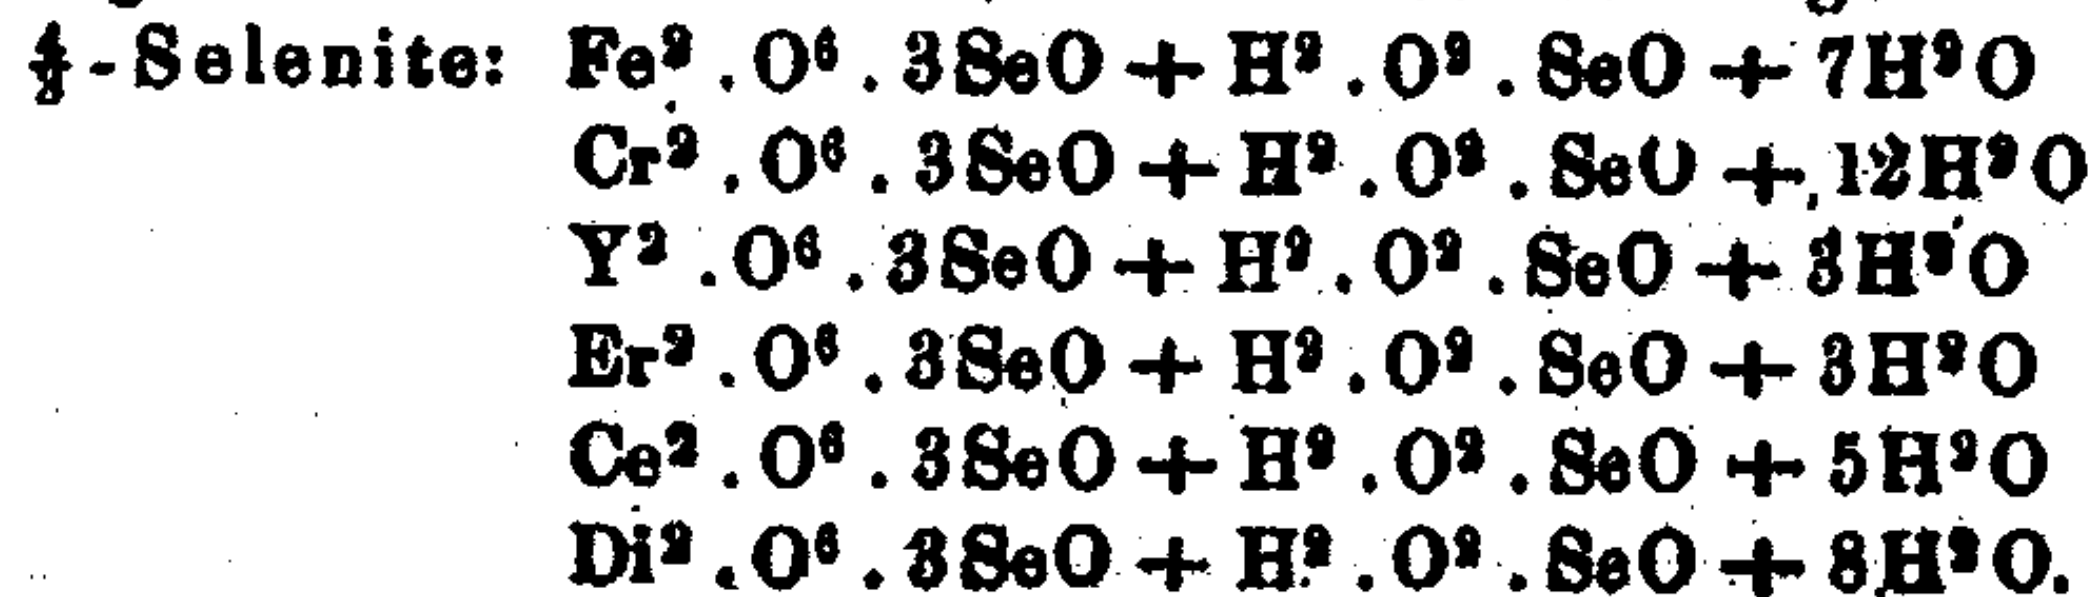 4/3-Selenite: Fe² . O⁶ . 3SeO + H² . O² . SeO + 7H²O
Cr² . O⁶ . 3SeO + H² . O² . SeO + 12H²O
Y² . O⁶ . 3SeO + H² . O² . SeO + 3H²O
Er² . O⁶ . 3SeO + H² . O² . SeO + 3H²O
Ce² . O⁶ . 3SeO + H² . O² . SeO + 5H²O
Di² . O⁶ . 3SeO + H² . O² . SeO + 8H²O.